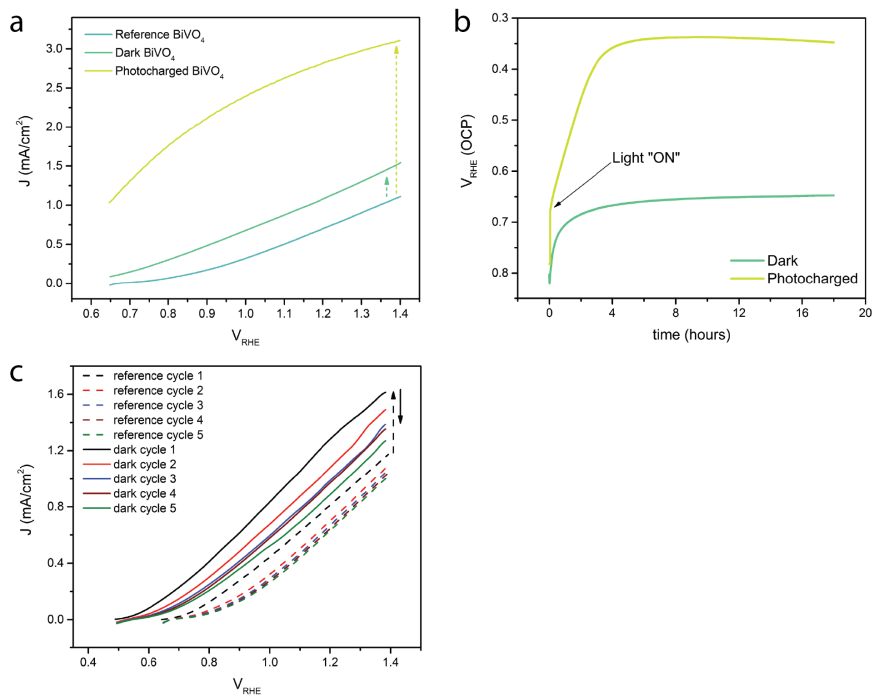 a
Reference BiVO4
Dark BiVO4
Photocharged BiVO4
J (mA/cm²)
3.0
2.5
2.0
1.5
1.0
0.5
0.0
0.6 0.7 0.8 0.9 1.0 1.1 1.2 1.3 1.4
VRHE
b
VRHE (OCP)
0.3
0.4
0.5
0.6
0.7
0.8
Light "ON"
Dark
Photocharged
0 4 8 12 16 20
time (hours)
c
reference cycle 1
reference cycle 2
reference cycle 3
reference cycle 4
reference cycle 5
dark cycle 1
dark cycle 2
dark cycle 3
dark cycle 4
dark cycle 5
J (mA/cm²)
1.6
1.2
0.8
0.4
0.0
0.4 0.6 0.8 1.0 1.2 1.4
VRHE